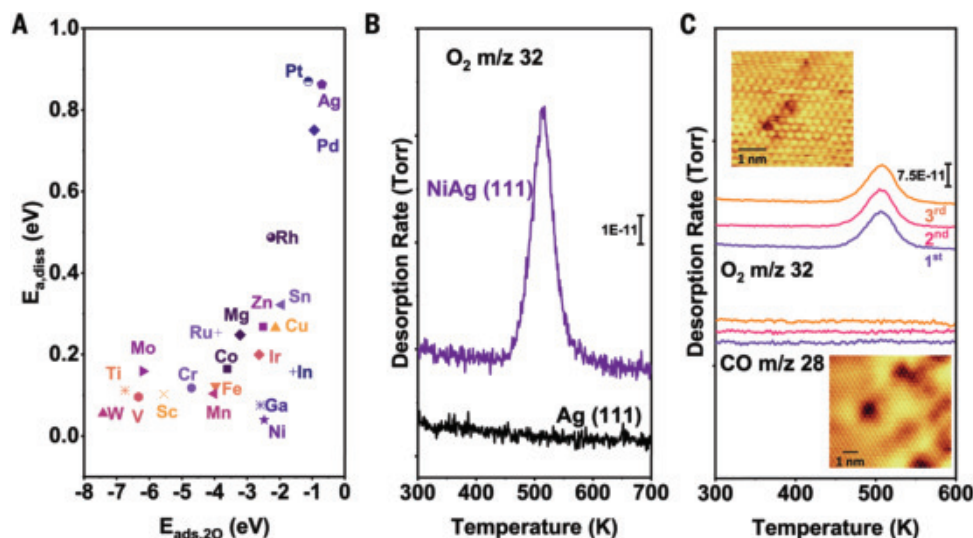 A
E_a,diss (eV)
1.0
0.8
0.6
0.4
0.2
0.0
Pt
Ag
Pd
Rh
Zn
Sn
Mg
Ru
Cu
Mo
Co
Ir
Ti
Cr
Fe
In
W
V
Sc
Mn
Ga
Ni
-8 -7 -6 -5 -4 -3 -2 -1 0
E_ads,2O (eV)
B
O₂ m/z 32
NiAg (111)
1E-11
Ag (111)
Desorption Rate (Torr)
300 400 500 600 700
Temperature (K)
C
1 nm
7.5E-11
3rd
2nd
1st
O₂ m/z 32
CO m/z 28
1 nm
Desorption Rate (Torr)
300 400 500 600
Temperature (K)